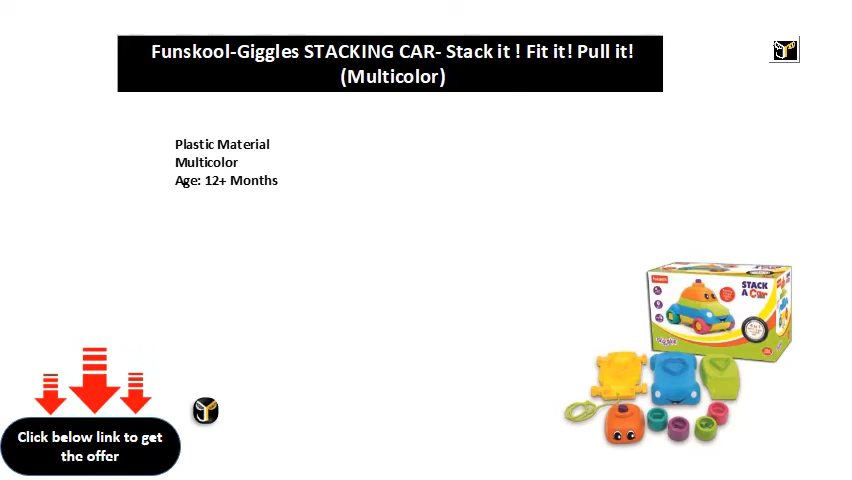 Funskool-Giggles STACKING CAR- Stack it ! Fit it! Pull it!
(Multicolor)
Plastic Material
Multicolor
Age: 12+ Months
STACK
A Car
Click below link to get
the offer